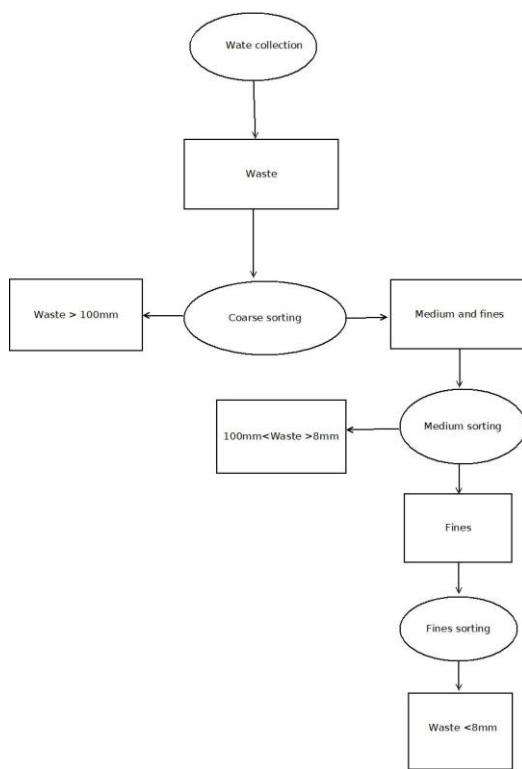 Wate collection
Waste
Waste > 100mm
Coarse sorting
Medium and fines
100mm<Waste >8mm
Medium sorting
Fines
Fines sorting
Waste <8mm